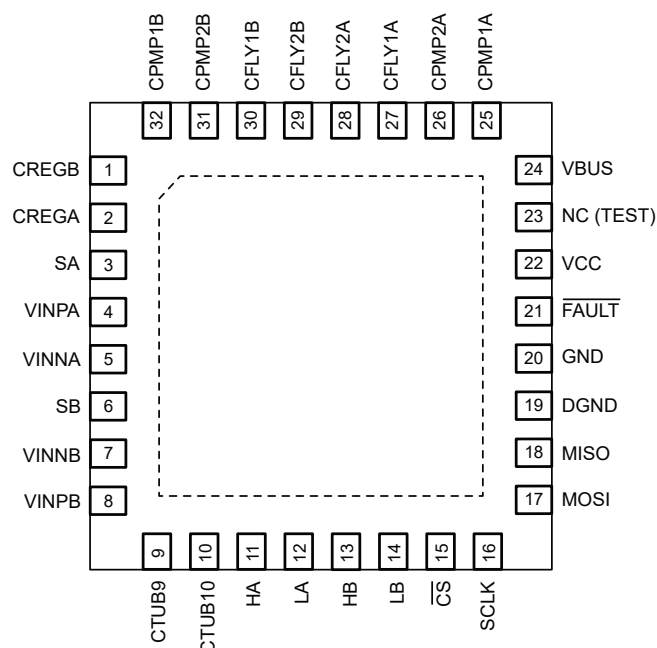 CPMP1B
CPMP2B
CFLY1B
CFLY2B
CFLY2A
CFLY1A
CPMP2A
CPMP1A
32
31
30
29
28
27
26
25
CREGB 1
24 VBUS
CREGA 2
23 NC (TEST)
SA 3
22 VCC
VINPA 4
21 FAULT
VINNA 5
20 GND
SB 6
19 DGND
VINNB 7
18 MISO
VINPB 8
17 MOSI
9
10
11
12
13
14
15
16
CTUB9
CTUB10
HA
LA
HB
LB
CS
SCLK